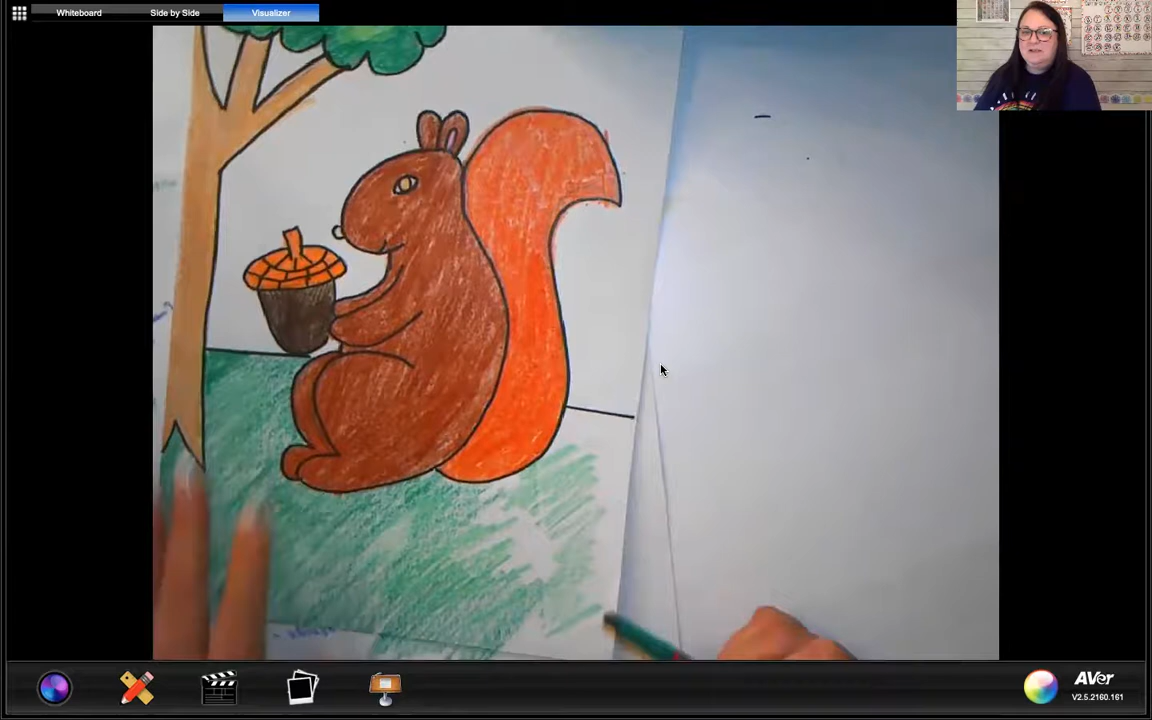 Whiteboard
Side by Side
Visualizer
AVer
V2.5.2160.161